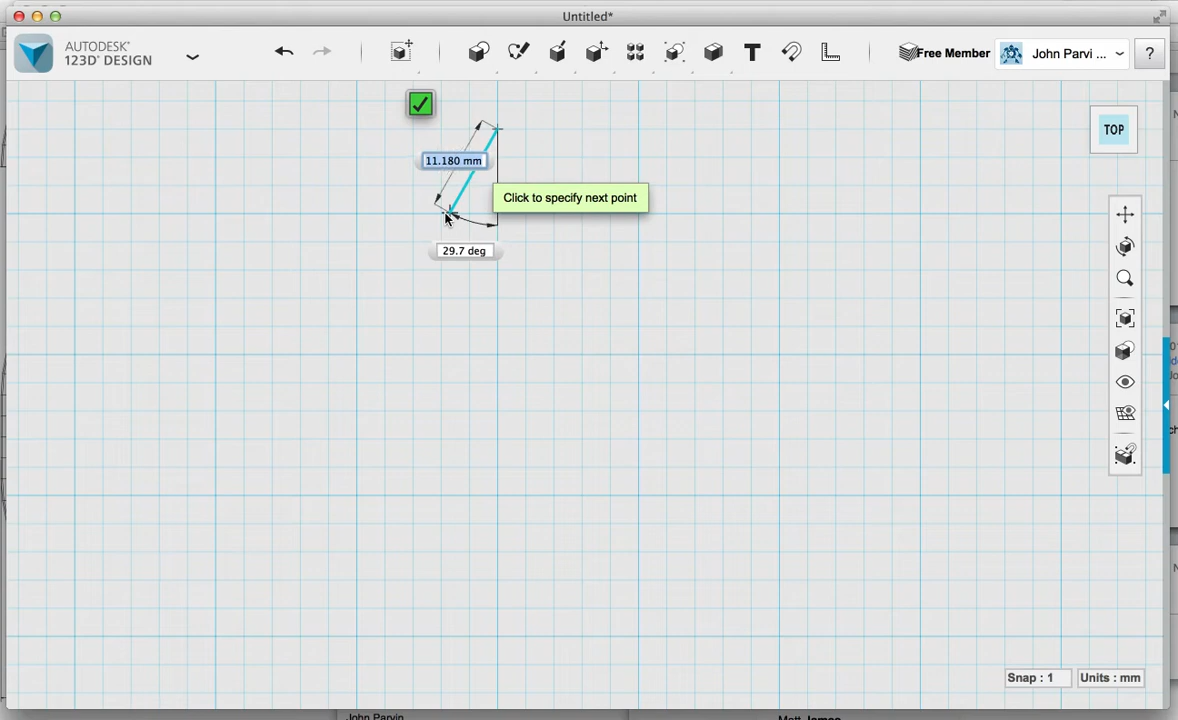 Untitled*
AUTODESK®
123D® DESIGN
Free Member
John Parvi ...
?
TOP
11.180 mm
Click to specify next point
29.7 deg
Snap : 1
Units : mm
John Parvin
Matt James